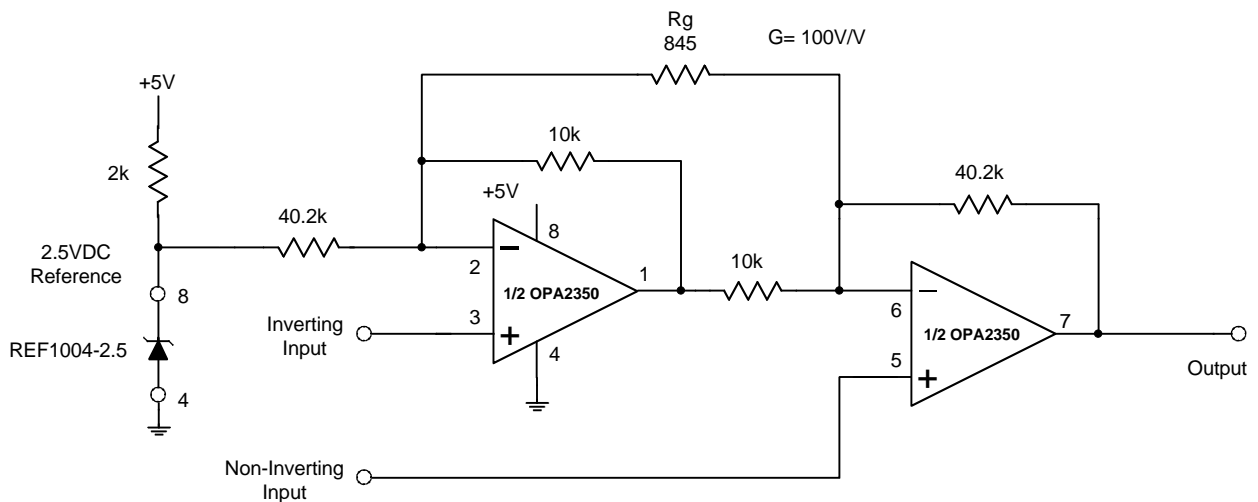 Rg
845
G= 100V/V
+5V
10k
2k
40.2k
+5V
40.2k
2.5VDC
Reference
8
2
8
1
10k
1/2 OPA2350
6
7
1/2 OPA2350
Inverting
Input
3
4
5
REF1004-2.5
4
Output
Non-Inverting
Input